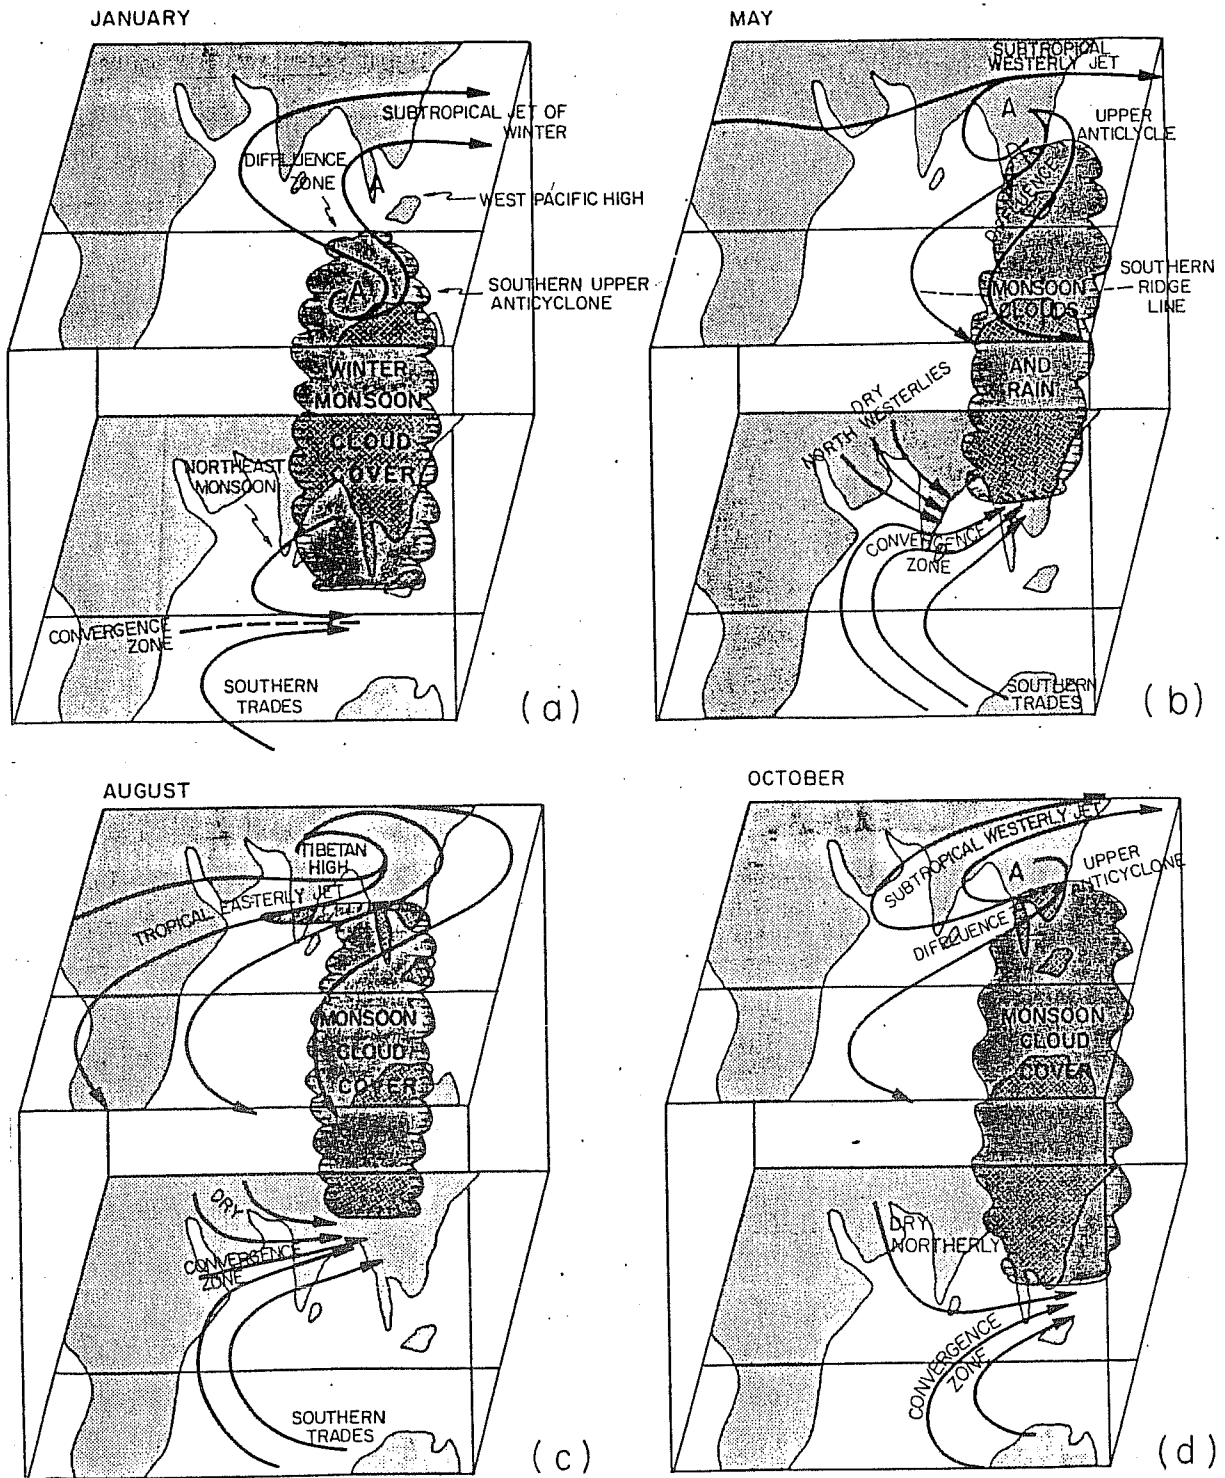 JANUARY
SUBTROPICAL JET OF
WINTER
DIFFLUENCE
ZONE
A
WEST PACIFIC HIGH
A
SOUTHERN UPPER
ANTICYCLONE
WINTER
MONSOON
CLOUD
COVER
NORTHEAST
MONSOON
CONVERGENCE
ZONE
SOUTHERN
TRADES
(a)
MAY
SUBTROPICAL
WESTERLY JET
A
UPPER
ANTICYCLE
DIFFLUENCE
SOUTHERN
RIDGE
LINE
MONSOON
CLOUDS
AND
RAIN
DRY
NORTH WESTERLIES
CONVERGENCE
ZONE
SOUTHERN
TRADES
(b)
AUGUST
TIBETAN
HIGH
TROPICAL EASTERLY JET
MONSOON
CLOUD
COVER
DRY
CONVERGENCE
ZONE
SOUTHERN
TRADES
(c)
OCTOBER
SUBTROPICAL WESTERLY JET
A
UPPER
ANTICYCLONE
DIFFLUENCE
MONSOON
CLOUD
COVER
DRY
NORTHERLY
CONVERGENCE
ZONE
(d)